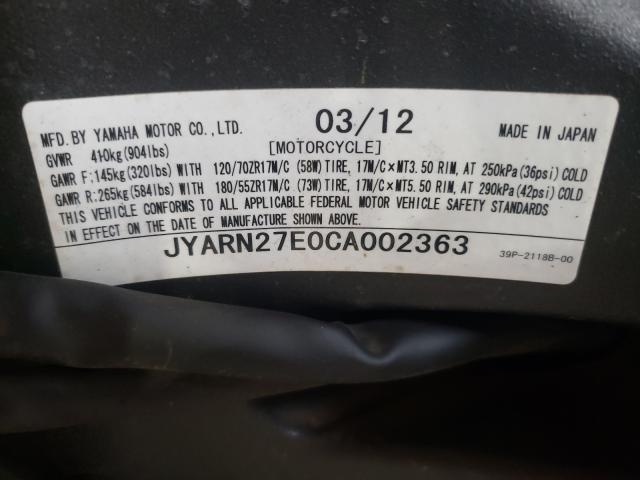 MFD. BY YAMAHA MOTOR CO., LTD. 03/12 MADE IN JAPAN
GVWR 410kg(904lbs) [MOTORCYCLE]
GAWR F:145kg(320lbs) WITH 120/70ZR17M/C (58W) TIRE, 17M/C×MT3.50 RIM, AT 250kPa(36psi) COLD
GAWR R:265kg(584lbs) WITH 180/55ZR17M/C (73W) TIRE, 17M/C×MT5.50 RIM, AT 290kPa(42psi) COLD
THIS VEHICLE CONFORMS TO ALL APPLICABLE FEDERAL MOTOR VEHICLE SAFETY STANDARDS
IN EFFECT ON THE DATE OF MANUFACTURE SHOWN ABOVE.
JYARN27E0CA002363 39P-2118B-00